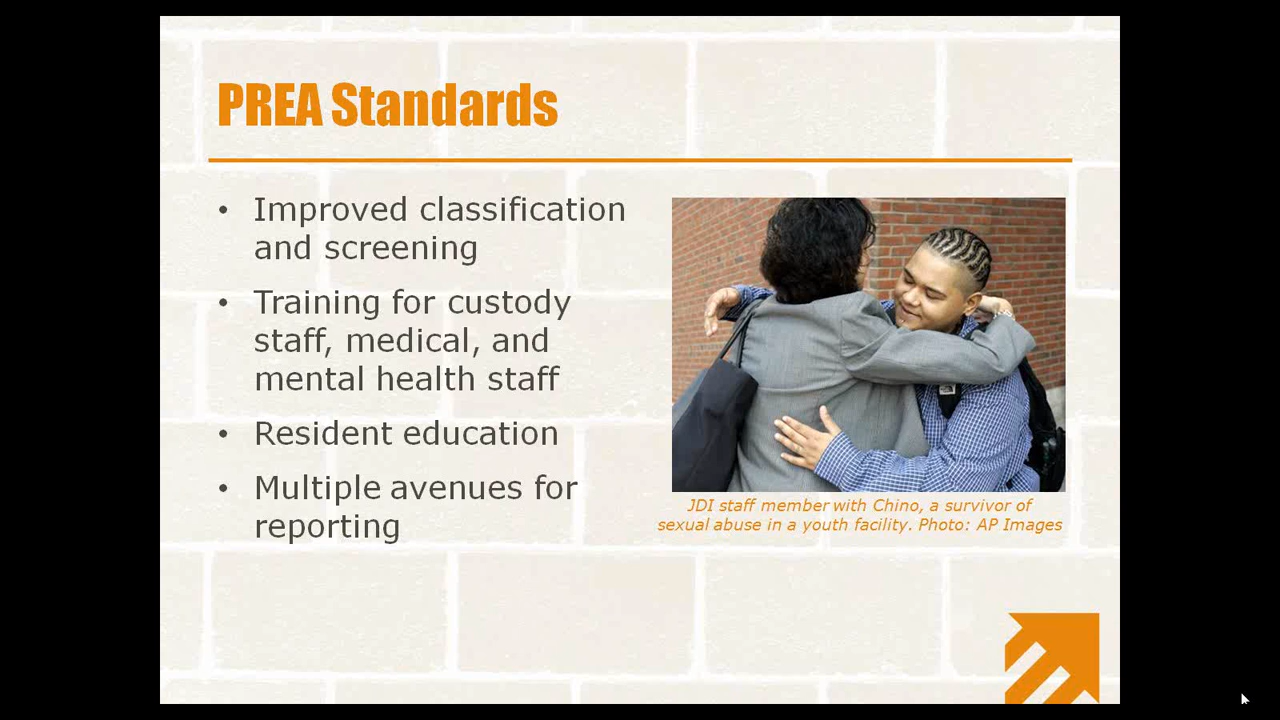 PREA Standards
• Improved classification
and screening
• Training for custody
staff, medical, and
mental health staff
• Resident education
• Multiple avenues for
reporting
JDI staff member with Chino, a survivor of
sexual abuse in a youth facility. Photo: AP Images